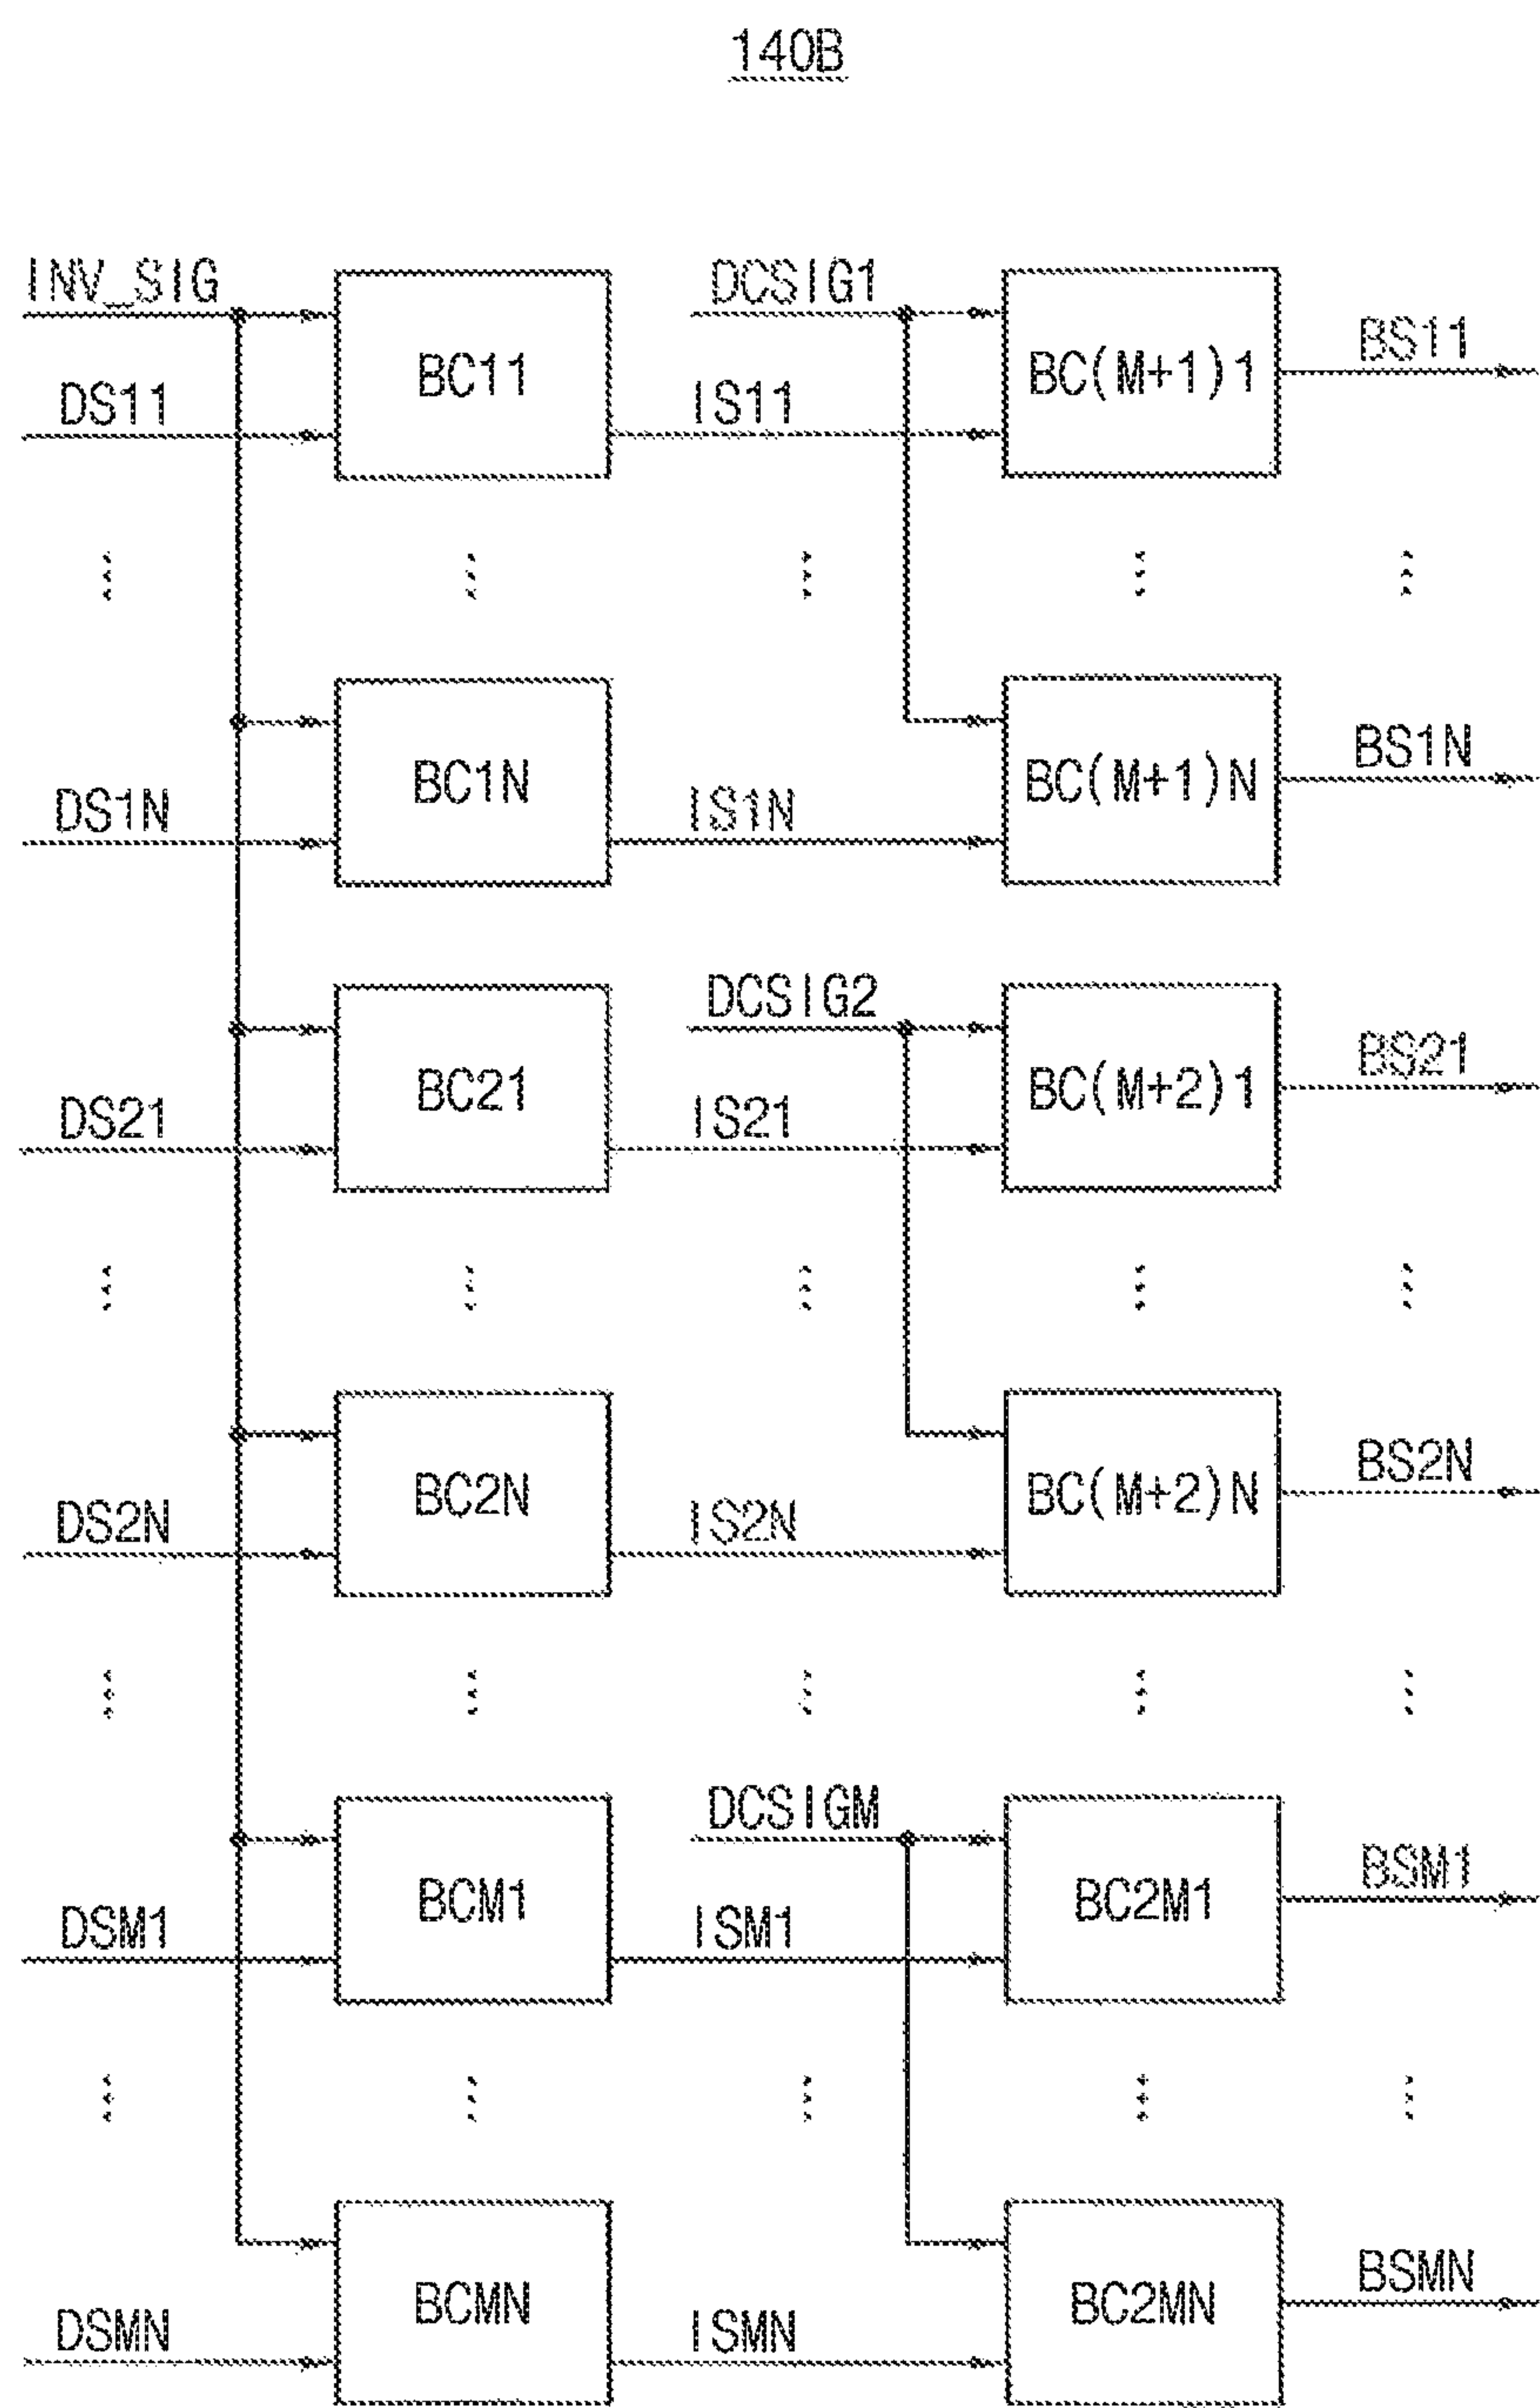 140B
INV_SIG
DCSIG1
BC11
BC(M+1)1
BS11
DS11
IS11
BC1N
BC(M+1)N
BS1N
DS1N
IS1N
DCSIG2
BC21
BC(M+2)1
BS21
DS21
IS21
BC2N
BC(M+2)N
BS2N
DS2N
IS2N
DCSIGM
BCM1
BC2M1
BSM1
DSM1
ISM1
BCMN
BC2MN
BSMN
DSMN
ISMN